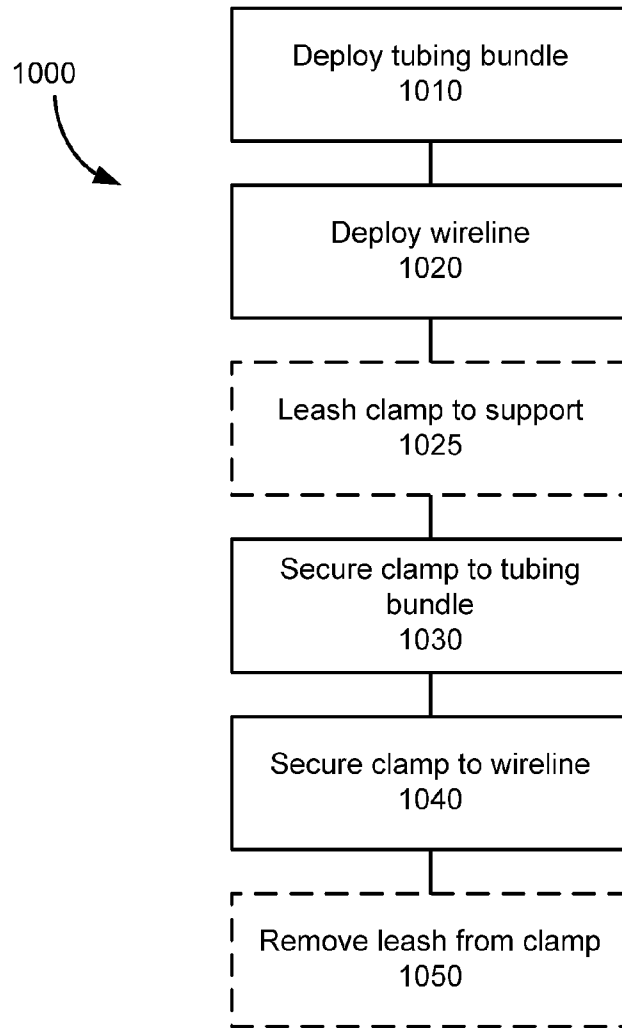 1000
Deploy tubing bundle
1010
Deploy wireline
1020
Leash clamp to support
1025
Secure clamp to tubing
bundle
1030
Secure clamp to wireline
1040
Remove leash from clamp
1050